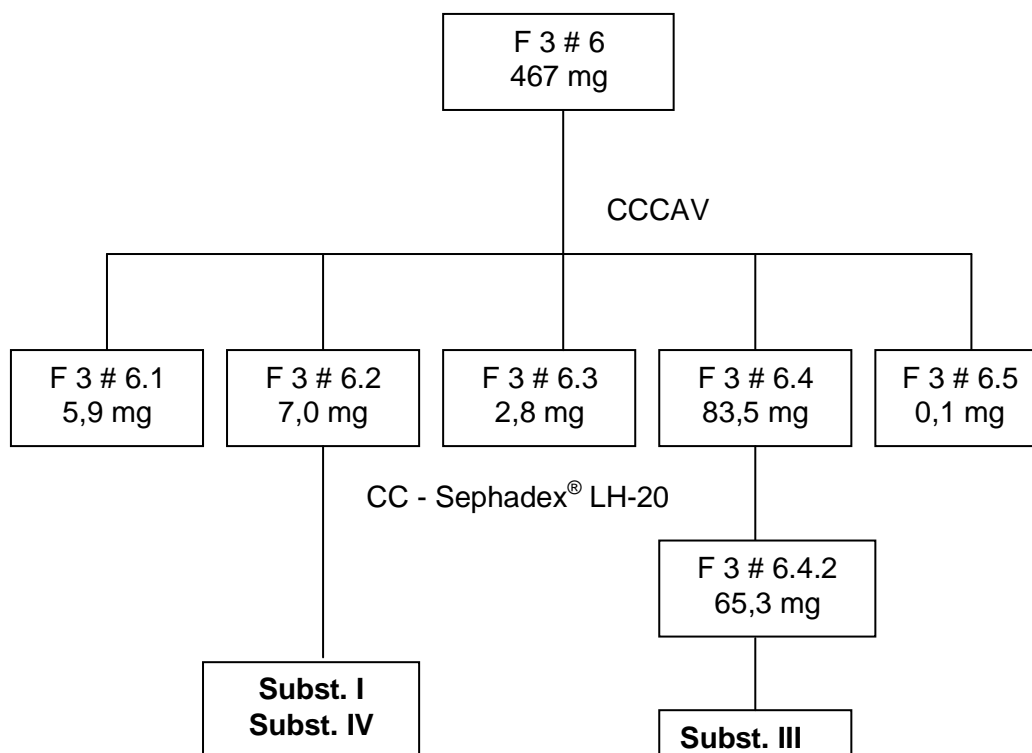 F 3 # 6
467 mg
CCCAV
F 3 # 6.1
5,9 mg
F 3 # 6.2
7,0 mg
F 3 # 6.3
2,8 mg
F 3 # 6.4
83,5 mg
F 3 # 6.5
0,1 mg
CC - Sephadex® LH-20
F 3 # 6.4.2
65,3 mg
Subst. I
Subst. IV
Subst. III